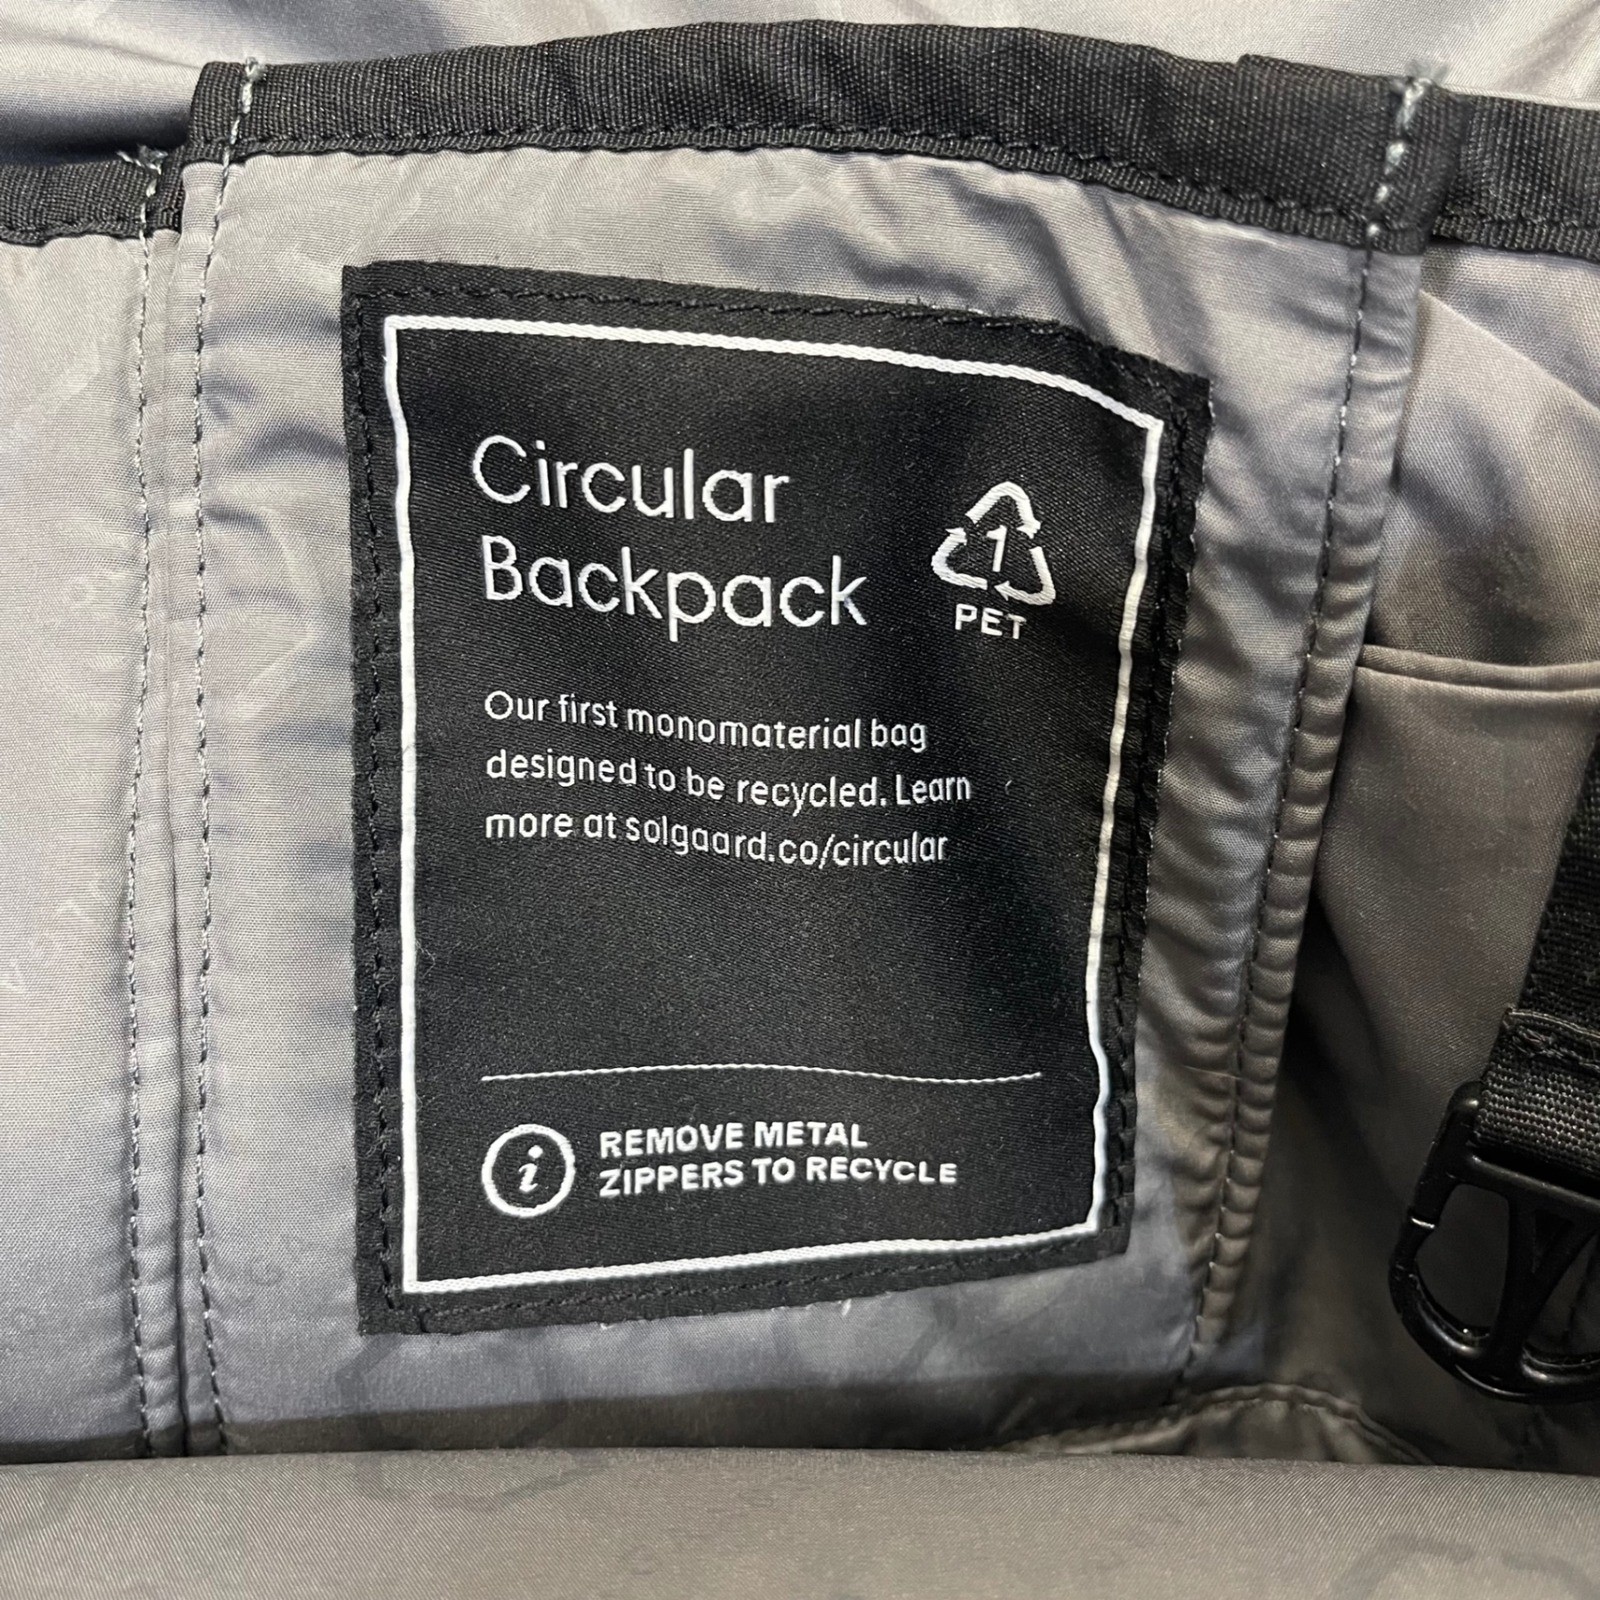 Circular
Backpack
1
PET
Our first monomaterial bag
designed to be recycled. Learn
more at solgaard.co/circular
i
REMOVE METAL
ZIPPERS TO RECYCLE